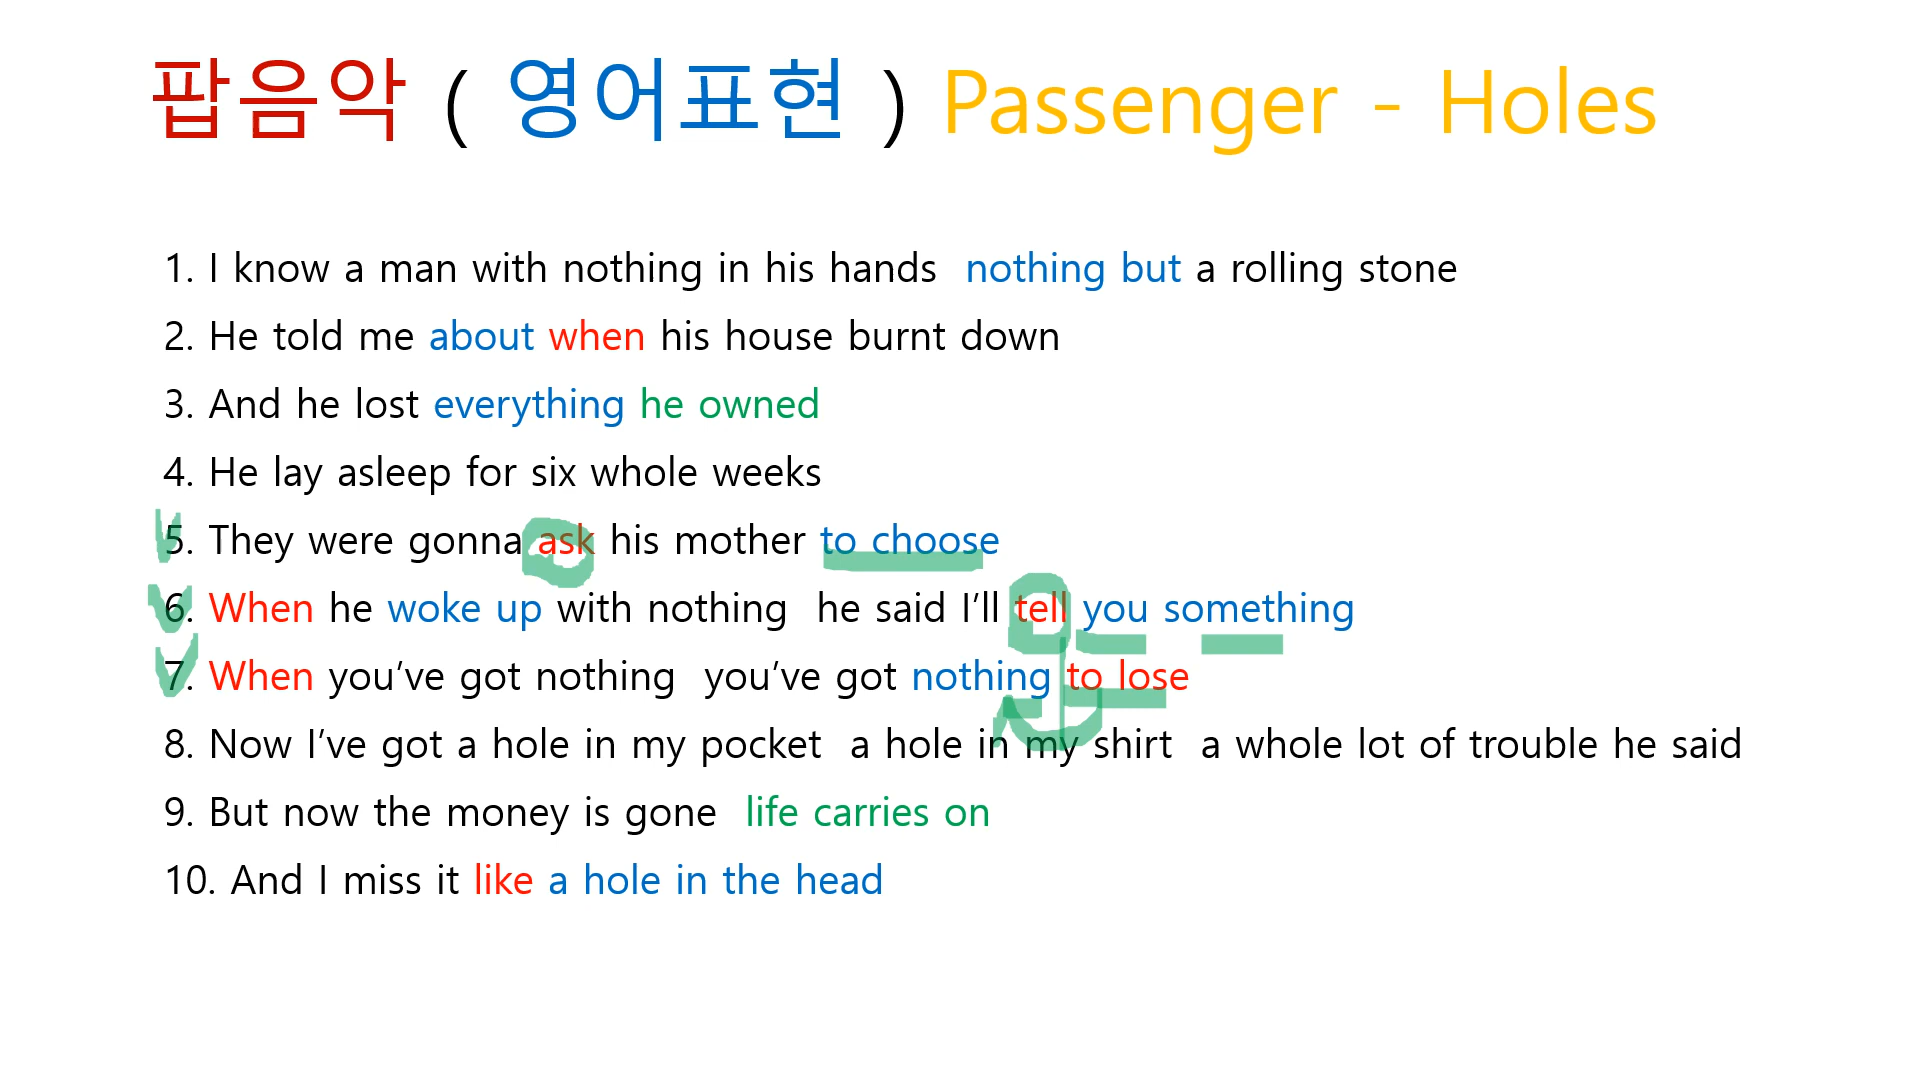 팝음악 ( 영어표현 ) Passenger - Holes
1. I know a man with nothing in his hands  nothing but a rolling stone
2. He told me about when his house burnt down
3. And he lost everything he owned
4. He lay asleep for six whole weeks
5. They were gonna ask his mother to choose
6. When he woke up with nothing  he said I’ll tell you something
7. When you’ve got nothing  you’ve got nothing to lose
8. Now I’ve got a hole in my pocket  a hole in my shirt  a whole lot of trouble he said
9. But now the money is gone  life carries on
10. And I miss it like a hole in the head